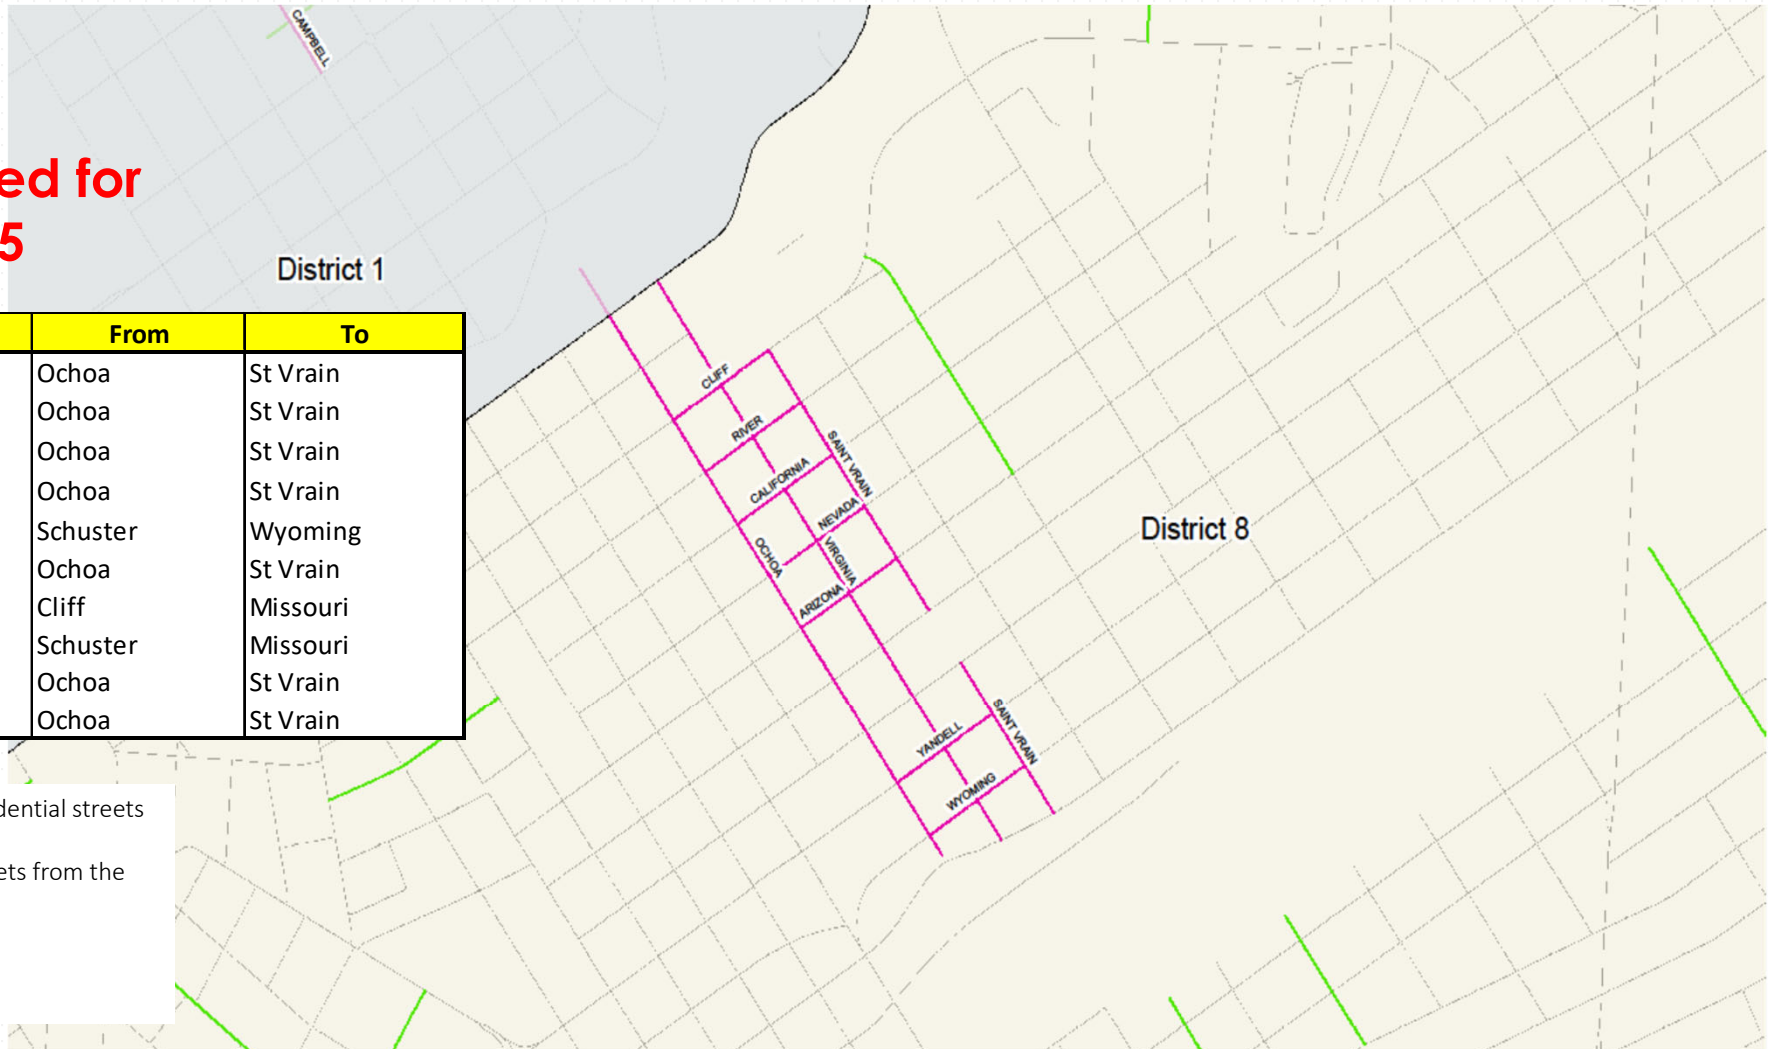 CAMPBELL
ed for
5
District 1
From To
Ochoa St Vrain
Ochoa St Vrain
Ochoa St Vrain
Ochoa St Vrain
Schuster Wyoming
Ochoa St Vrain
Cliff Missouri
Schuster Missouri
Ochoa St Vrain
Ochoa St Vrain
CLIFF
RIVER
SAINT VRAIN
CALIFORNIA
NEVADA
OCHOA
VIRGINIA
ARIZONA
District 8
SAINT VRAIN
YANDELL
WYOMING
dential streets
ets from the